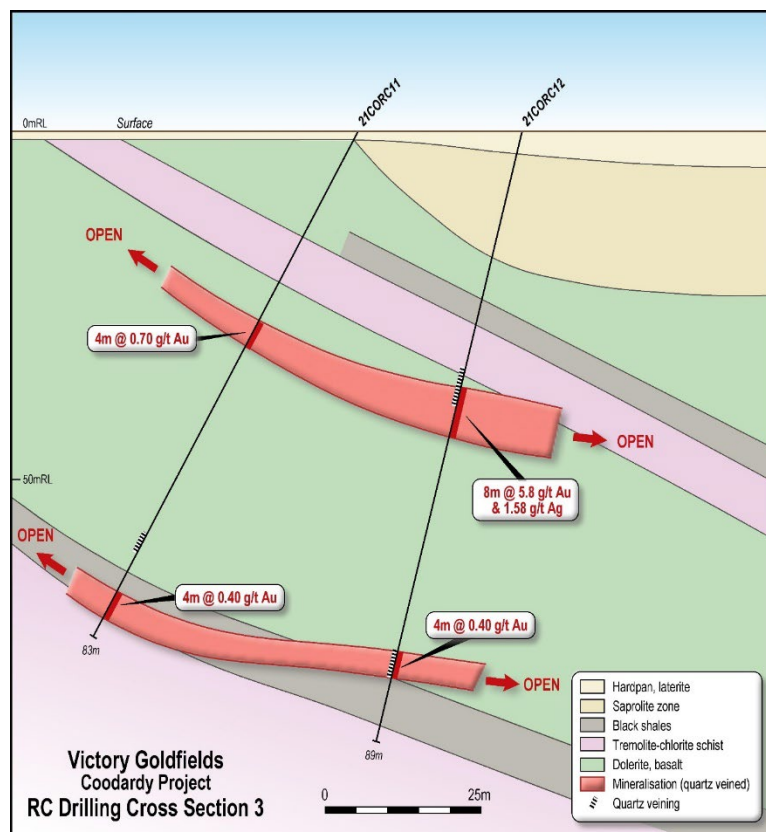 21CORC11
21CORC12
0mRL
Surface
OPEN
4m @ 0.70 g/t Au
OPEN
50mRL
8m @ 5.8 g/t Au
& 1.58 g/t Ag
OPEN
4m @ 0.40 g/t Au
4m @ 0.40 g/t Au
83m
OPEN
89m
Victory Goldfields
Coodardy Project
RC Drilling Cross Section 3
0
25m
Hardpan, laterite
Saprolite zone
Black shales
Tremolite-chlorite schist
Dolerite, basalt
Mineralisation (quartz veined)
Quartz veining